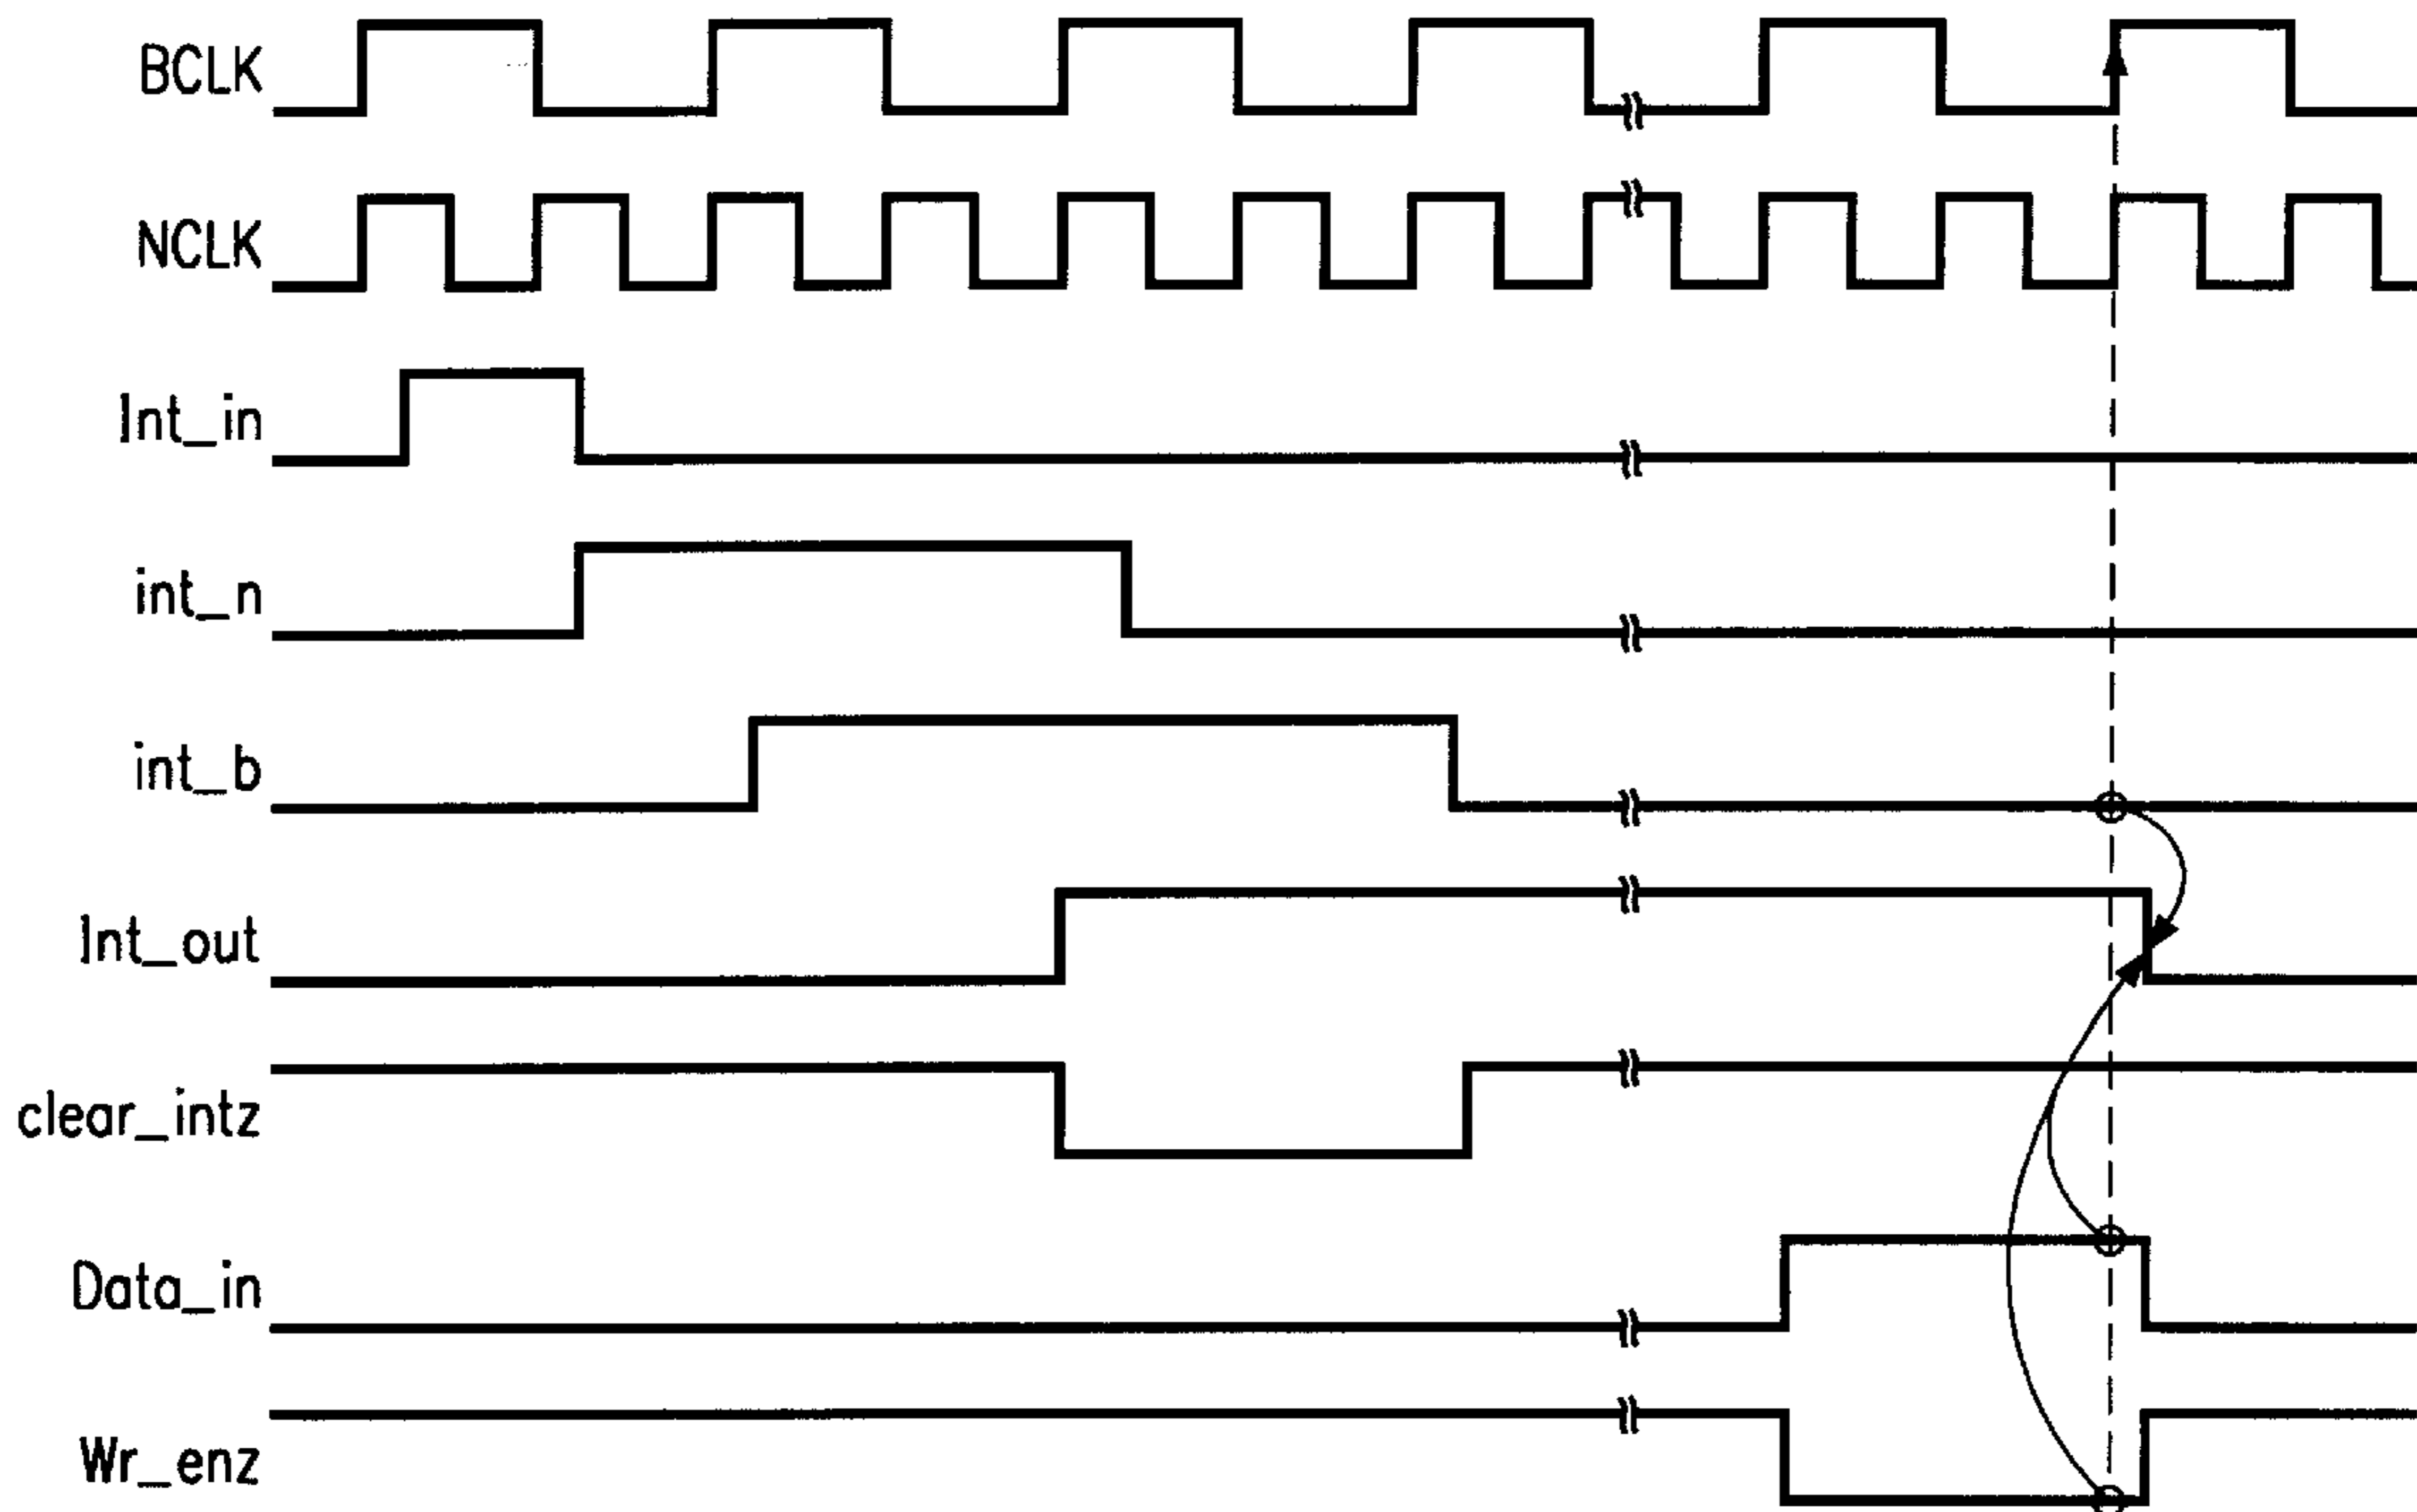 BCLK
NCLK
Int_in
int_n
int_b
Int_out
clear_intz
Data_in
Wr_enz